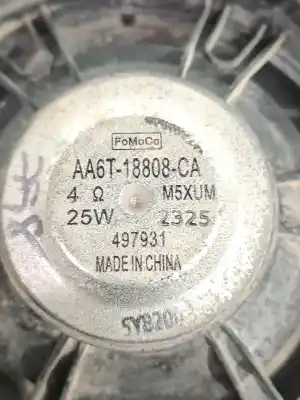 FoMoCo
AA6T-18808-CA
4 Ω M5XUM
25W 2325
497931
MADE IN CHINA